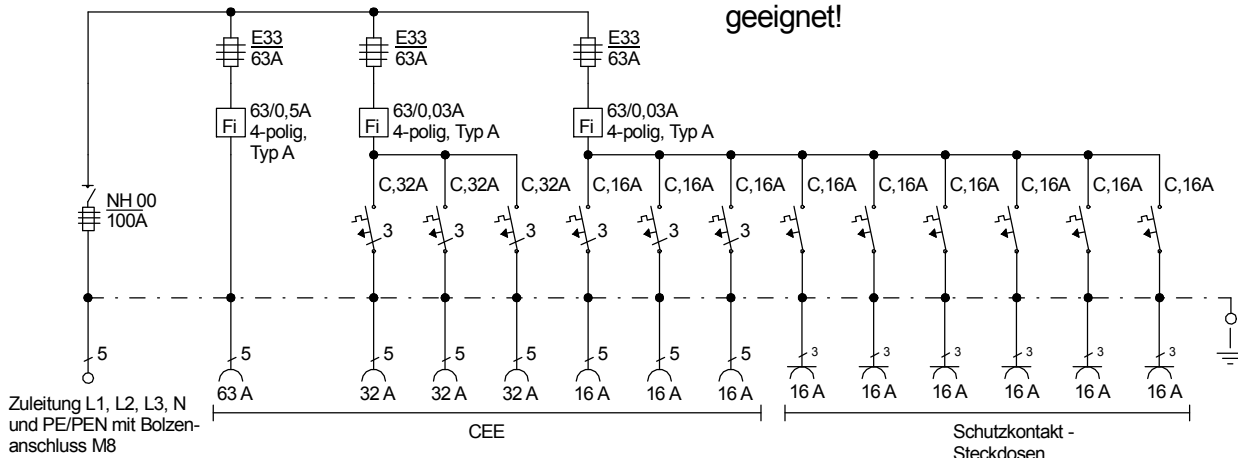 geeignet!
E33
63A
E33
63A
E33
63A
Fi
63/0,5A
4-polig,
Typ A
Fi
63/0,03A
4-polig, Typ A
Fi
63/0,03A
4-polig, Typ A
C,32A C,32A C,32A C,16A C,16A C,16A C,16A C,16A C,16A C,16A C,16A C,16A
NH 00
100A
3 3 3 3 3 3
5 5 5 5 5 5 5 5 3 3 3 3 3 3
63 A 32 A 32 A 32 A 16 A 16 A 16 A 16 A 16 A 16 A 16 A 16 A 16 A
Zuleitung L1, L2, L3, N
und PE/PEN mit Bolzen-
anschluss M8
CEE
Schutzkontakt -
Steckdosen